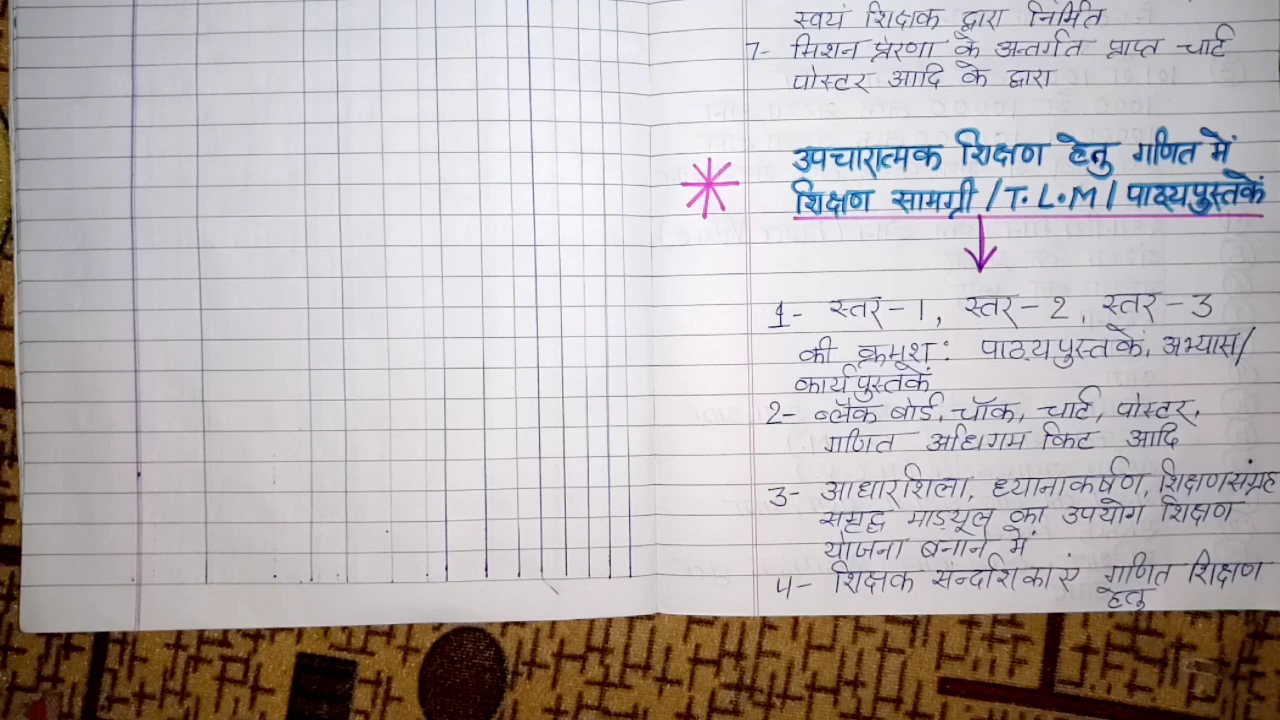 स्वयं शिक्षक द्वारा निर्मित
7- मिशन प्रेरणा के अन्तर्गत प्राप्त चार्ट
पोस्टर आदि के द्वारा
उपचारात्मक शिक्षण हेतु गणित में
शिक्षण सामग्री / T.L.M / पाठ्यपुस्तकें
1- स्तर-1, स्तर-2, स्तर-3
की क्रमशः पाठ्यपुस्तकें, अभ्यास/
कार्यपुस्तकें
2- ब्लैक बोर्ड, चॉक, चार्ट, पोस्टर,
गणित अधिगम किट आदि
3- आधारशिला, ध्यानाकर्षण, शिक्षणसंग्रह
समृद्ध माड्यूल का उपयोग शिक्षण
योजना बनाने में
4- शिक्षक संन्दर्शिकाएं गणित शिक्षण
हेतु